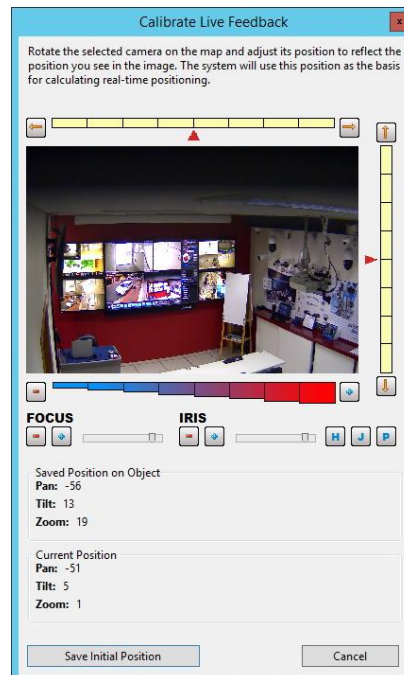 Calibrate Live Feedback
x
Rotate the selected camera on the map and adjust its position to reflect the
position you see in the image. The system will use this position as the basis
for calculating real-time positioning.
FOCUS
IRIS
H J P
Saved Position on Object
Pan: -56
Tilt: 13
Zoom: 19
Current Position
Pan: -51
Tilt: 5
Zoom: 1
Save Initial Position
Cancel